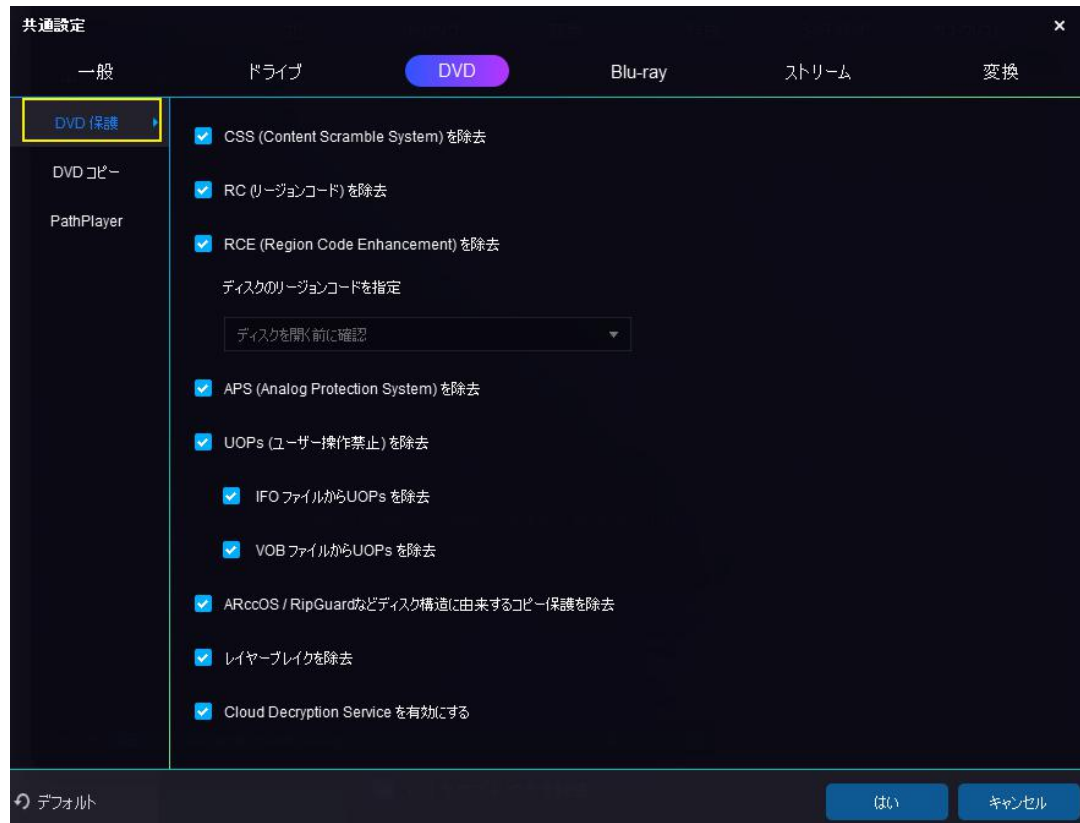 共通設定
×
一般 ドライブ DVD Blu-ray ストリーム 変換
DVD 保護
DVD コピー
PathPlayer
CSS (Content Scramble System) を除去
RC (リージョンコード) を除去
RCE (Region Code Enhancement) を除去
ディスクのリージョンコードを指定
ディスクを開く前に確認
APS (Analog Protection System) を除去
UOPs (ユーザー操作禁止) を除去
IFO ファイルからUOPs を除去
VOB ファイルからUOPs を除去
ARccOS / RipGuardなどディスク構造に由来するコピー保護を除去
レイヤーブレイクを除去
Cloud Decryption Service を有効にする
デフォルト
はい
キャンセル